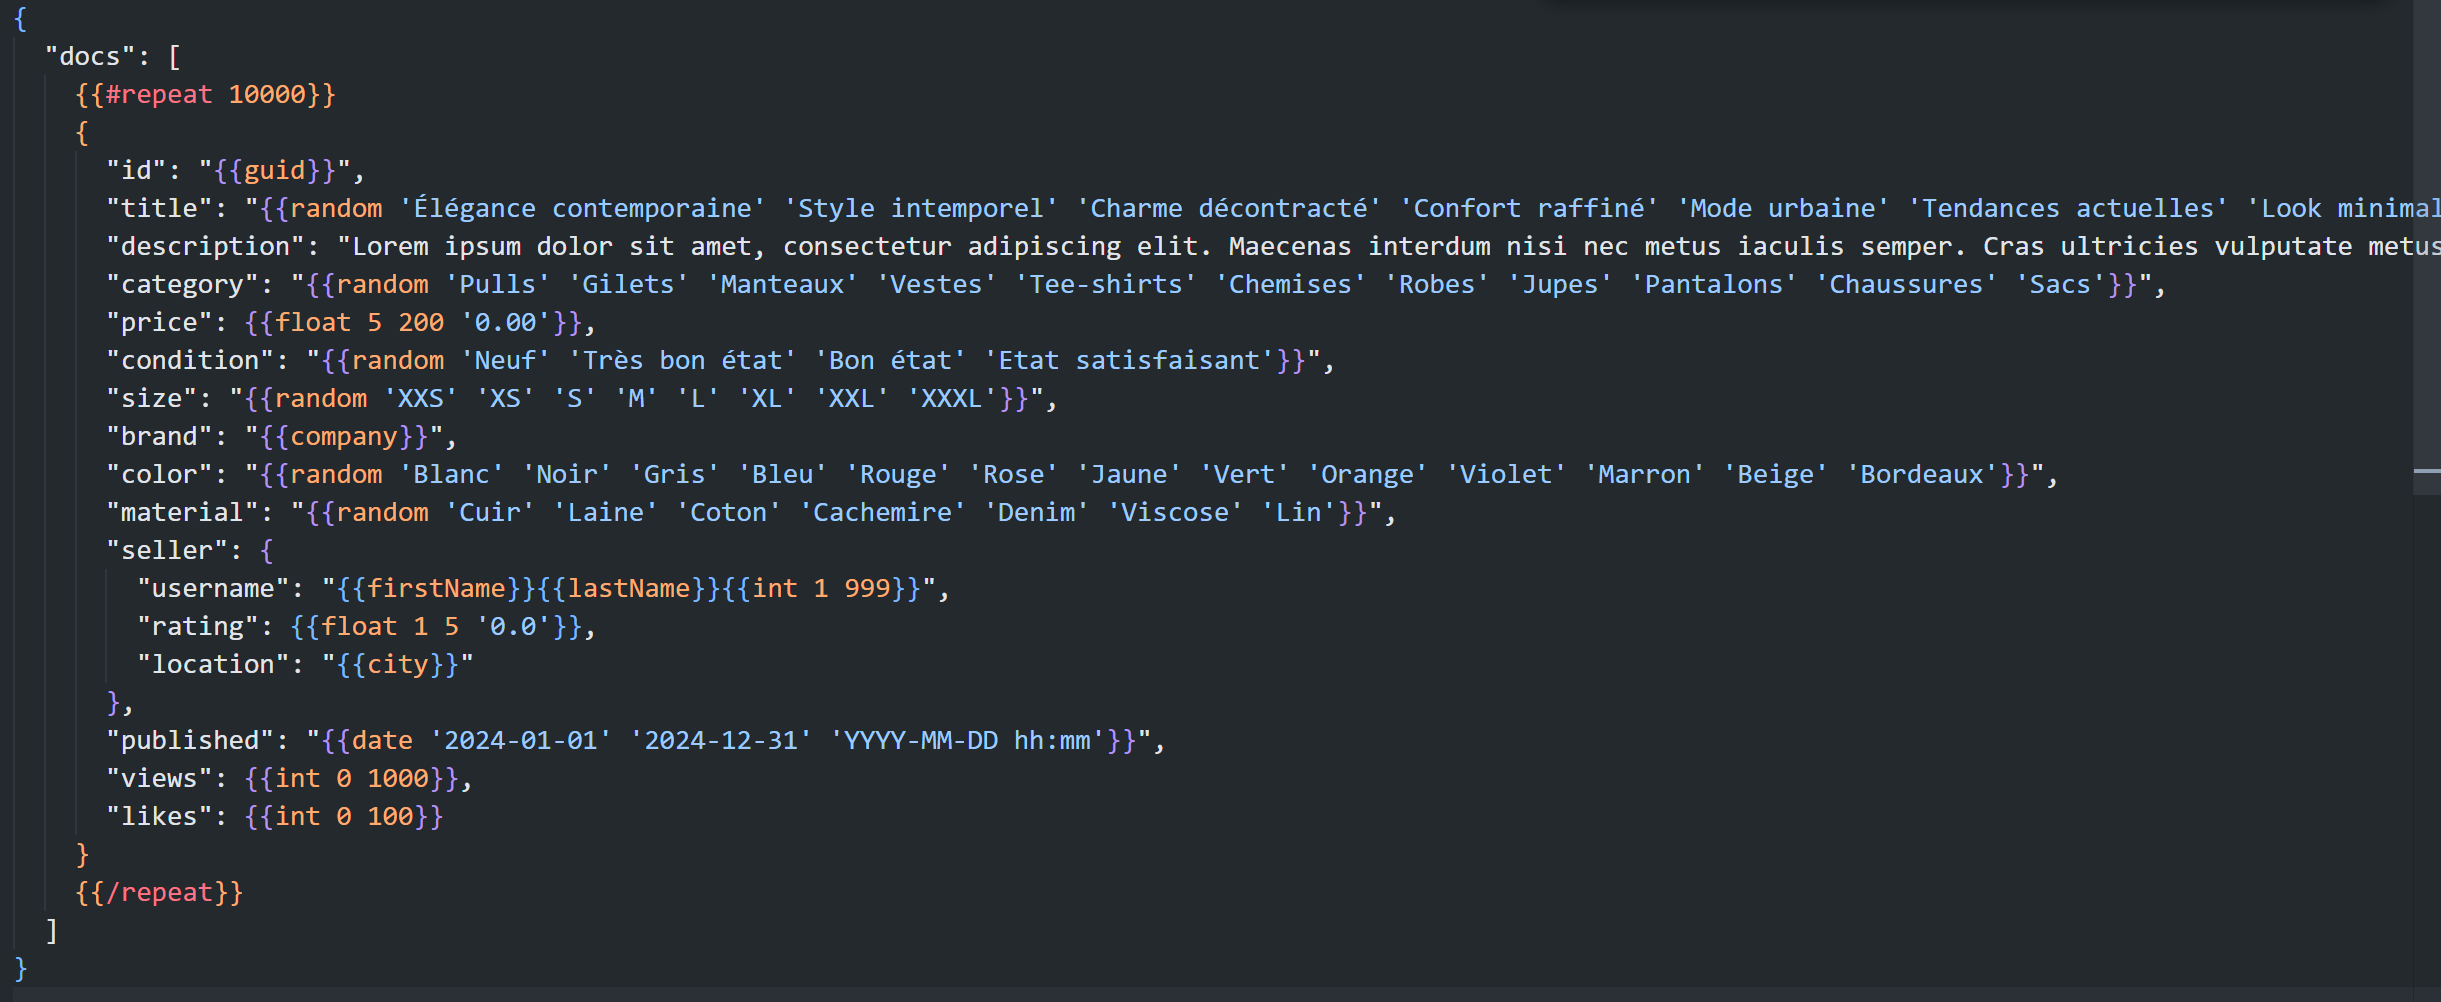 {
"docs": [
{{#repeat 10000}}
{
"id": "{{guid}}",
"title": "{{random 'Élégance contemporaine' 'Style intemporel' 'Charme décontracté' 'Confort raffiné' 'Mode urbaine' 'Tendances actuelles' 'Look minimal
"description": "Lorem ipsum dolor sit amet, consectetur adipiscing elit. Maecenas interdum nisi nec metus iaculis semper. Cras ultricies vulputate metus
"category": "{{random 'Pulls' 'Gilets' 'Manteaux' 'Vestes' 'Tee-shirts' 'Chemises' 'Robes' 'Jupes' 'Pantalons' 'Chaussures' 'Sacs'}}",
"price": {{float 5 200 '0.00'}},
"condition": "{{random 'Neuf' 'Très bon état' 'Bon état' 'Etat satisfaisant'}}",
"size": "{{random 'XXS' 'XS' 'S' 'M' 'L' 'XL' 'XXL' 'XXXL'}}",
"brand": "{{company}}",
"color": "{{random 'Blanc' 'Noir' 'Gris' 'Bleu' 'Rouge' 'Rose' 'Jaune' 'Vert' 'Orange' 'Violet' 'Marron' 'Beige' 'Bordeaux'}}",
"material": "{{random 'Cuir' 'Laine' 'Coton' 'Cachemire' 'Denim' 'Viscose' 'Lin'}}",
"seller": {
"username": "{{firstName}}{{lastName}}{{int 1 999}}",
"rating": {{float 1 5 '0.0'}},
"location": "{{city}}"
},
"published": "{{date '2024-01-01' '2024-12-31' 'YYYY-MM-DD hh:mm'}}",
"views": {{int 0 1000}},
"likes": {{int 0 100}}
}
{{/repeat}}
]
}